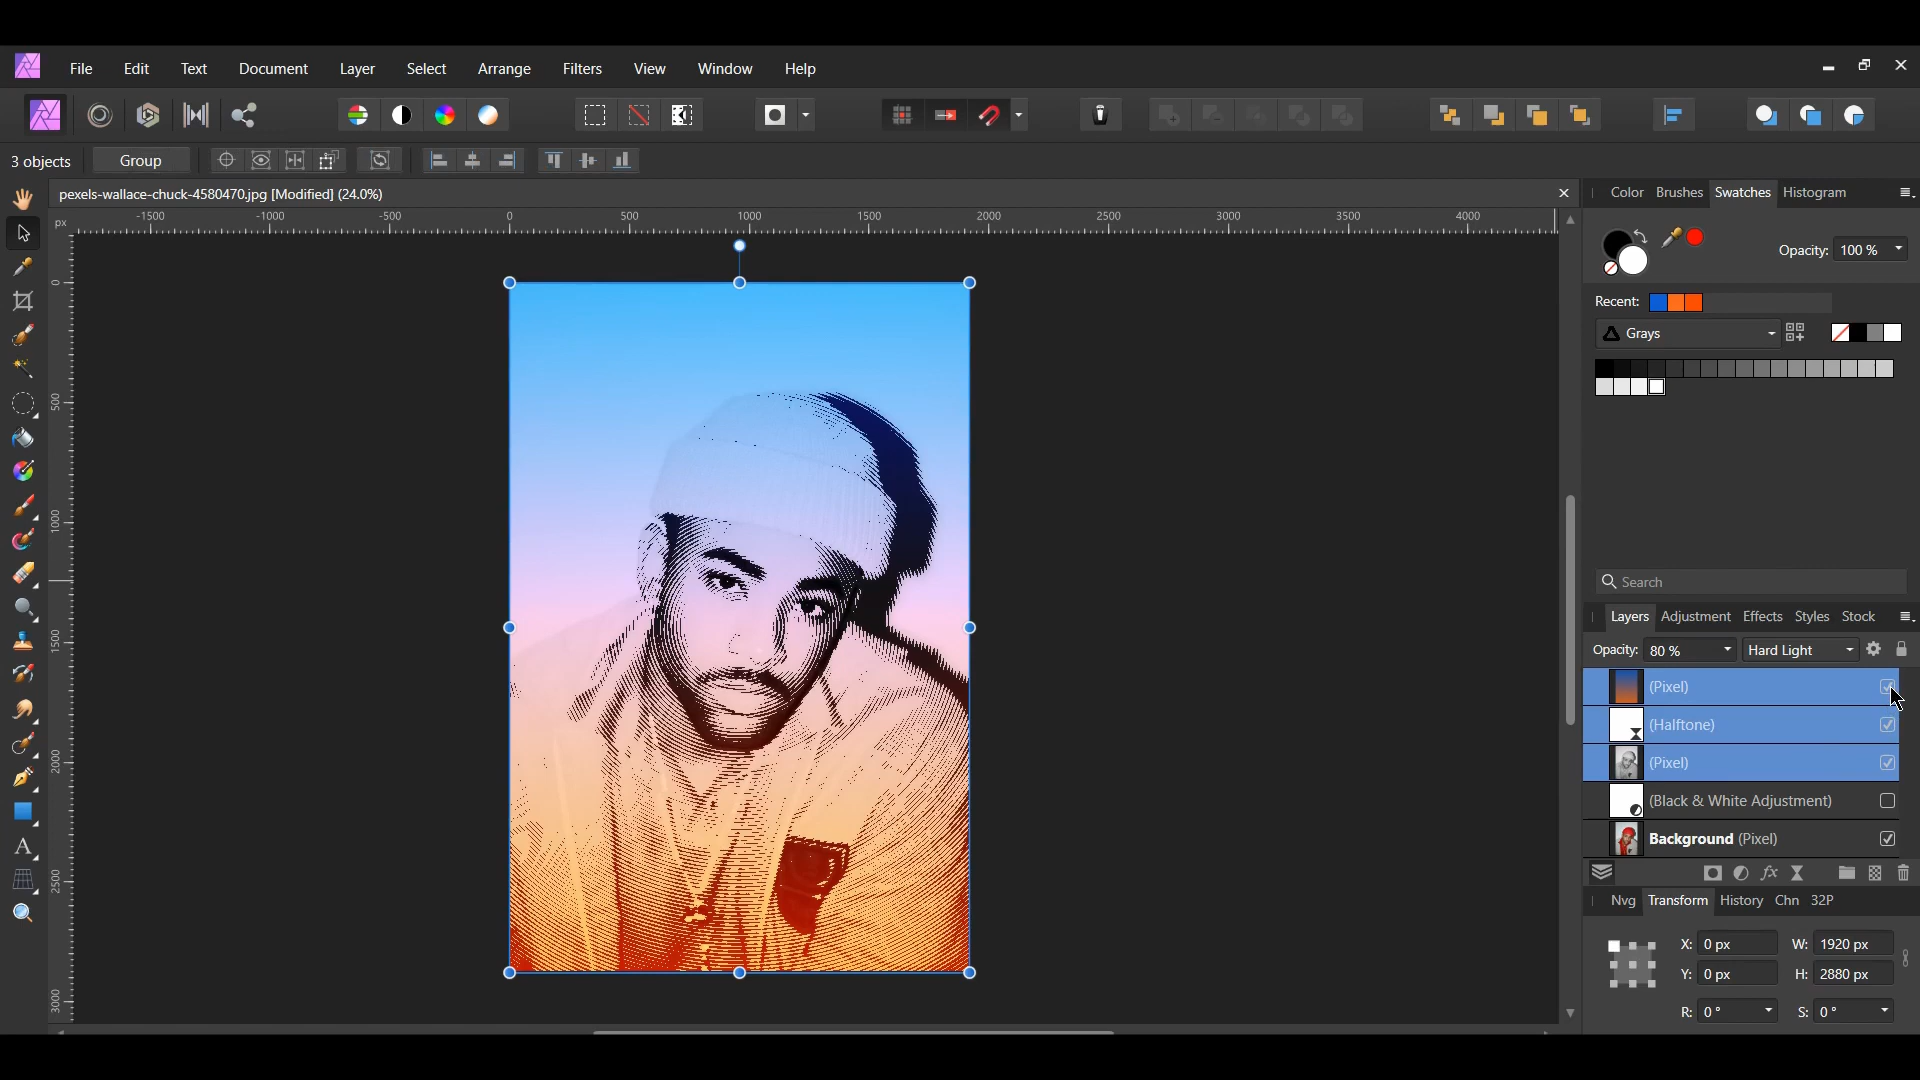 File Edit Text Document Layer Select Arrange Filters View Window Help
3 objects Group
pexels-wallace-chuck-4580470.jpg [Modified] (24.0%)
Color Brushes Swatches Histogram
px -1500 -1000 -500 0 500 1000 1500 2000 2500 3000 3500 4000
Opacity: 100 %
0
Recent:
Grays
500
1000
Search
Layers Adjustment Effects Styles Stock
1500
Opacity: 80 % Hard Light
(Pixel)
(Halftone)
2000
(Pixel)
(Black & White Adjustment)
Background (Pixel)
2500
Nvg Transform History Chn 32P
X: 0 px W: 1920 px
Y: 0 px H: 2880 px
3000
R: 0 ° S: 0 °